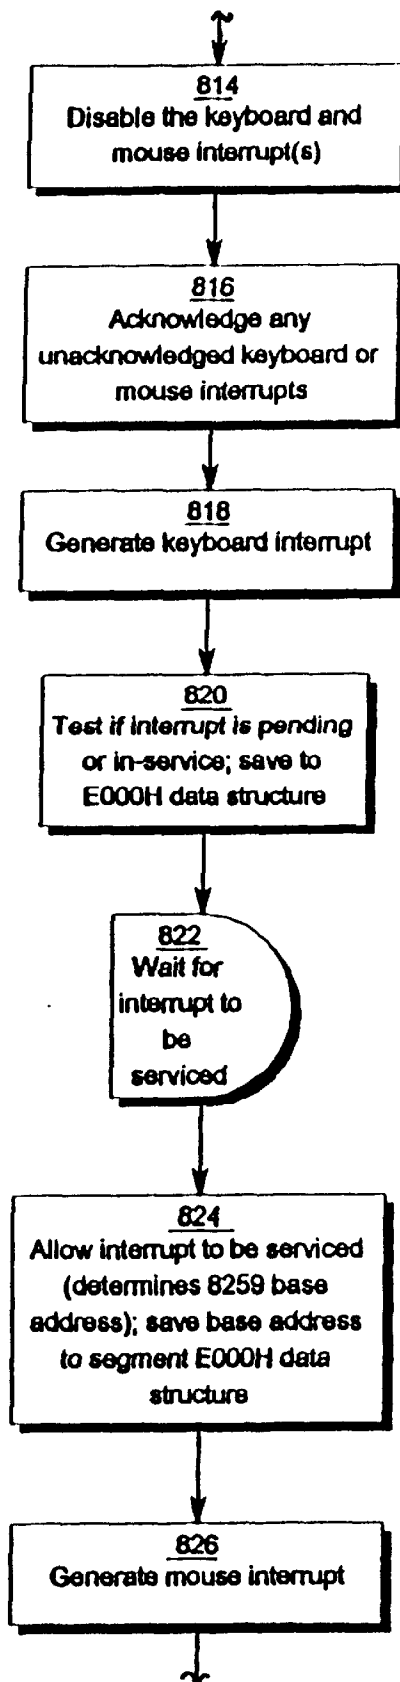 814
Disable the keyboard and
mouse interrupt(s)
816
Acknowledge any
unacknowledged keyboard or
mouse interrupts
818
Generate keyboard interrupt
820
Test if interrupt is pending
or in-service; save to
E000H data structure
822
Wait for
interrupt to
be
serviced
824
Allow interrupt to be serviced
(determines 8259 base
address); save base address
to segment E000H data
structure
826
Generate mouse interrupt